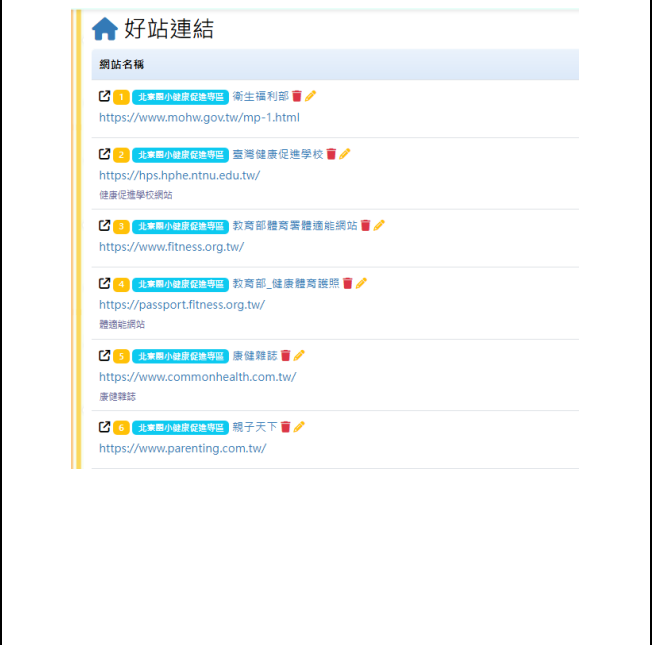 好站連結
網站名稱
1 北東國小健康促進專區 衛生福利部
https://www.mohw.gov.tw/mp-1.html
2 北東國小健康促進專區 臺灣健康促進學校
https://hps.hphe.ntnu.edu.tw/
健康促進學校網站
3 北東國小健康促進專區 教育部體育署體適能網站
https://www.fitness.org.tw/
4 北東國小健康促進專區 教育部_健康體育護照
https://passport.fitness.org.tw/
體適能網站
5 北東國小健康促進專區 康健雜誌
https://www.commonhealth.com.tw/
康健雜誌
6 北東國小健康促進專區 親子天下
https://www.parenting.com.tw/